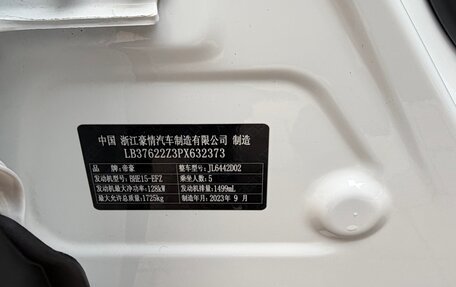 中国 浙江豪情汽车制造有限公司 制造
LB37622Z3PX632373
品牌:帝豪 整车型号:JL6442D02
发动机型号:BHE15-EFZ 乘坐人数:5
发动机最大净功率:128kW 发动机排量:1499mL
最大允许总质量:1725kg 制造年月:2023年 9 月